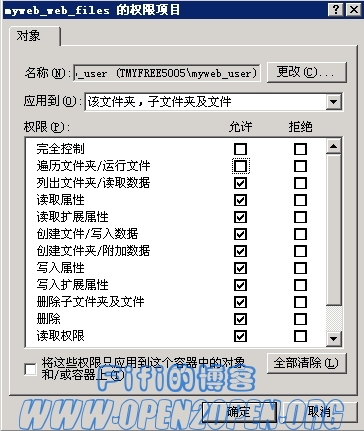 myweb_web_files 的权限项目
对象
名称(N): _user (TMYFREE5005\myweb_user) 更改(C)...
应用到(O): 该文件夹，子文件夹及文件
权限(P): 允许 拒绝
完全控制
遍历文件夹/运行文件
列出文件夹/读取数据
读取属性
读取扩展属性
创建文件/写入数据
创建文件夹/附加数据
写入属性
写入扩展属性
删除子文件夹及文件
删除
读取权限
将这些权限只应用到这个容器中的对象和/或容器上(T) 全部清除(L)
Fifi的博客
确定 取消
WWW.OPEN2OPEN.ORG